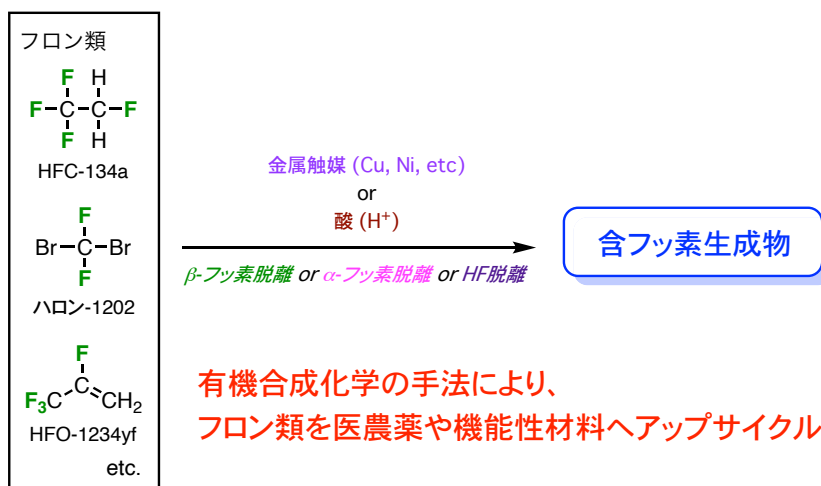 フロン類
F H
F-C-C-F
F H
HFC-134a
F
Br-C-Br
F
ハロン-1202
F
F₃C C CH₂
HFO-1234yf
etc.
金属触媒 (Cu, Ni, etc)
or
酸 (H⁺)
β-フッ素脱離 or α-フッ素脱離 or HF脱離
含フッ素生成物
有機合成化学の手法により、
フロン類を医農薬や機能性材料へアップサイクル